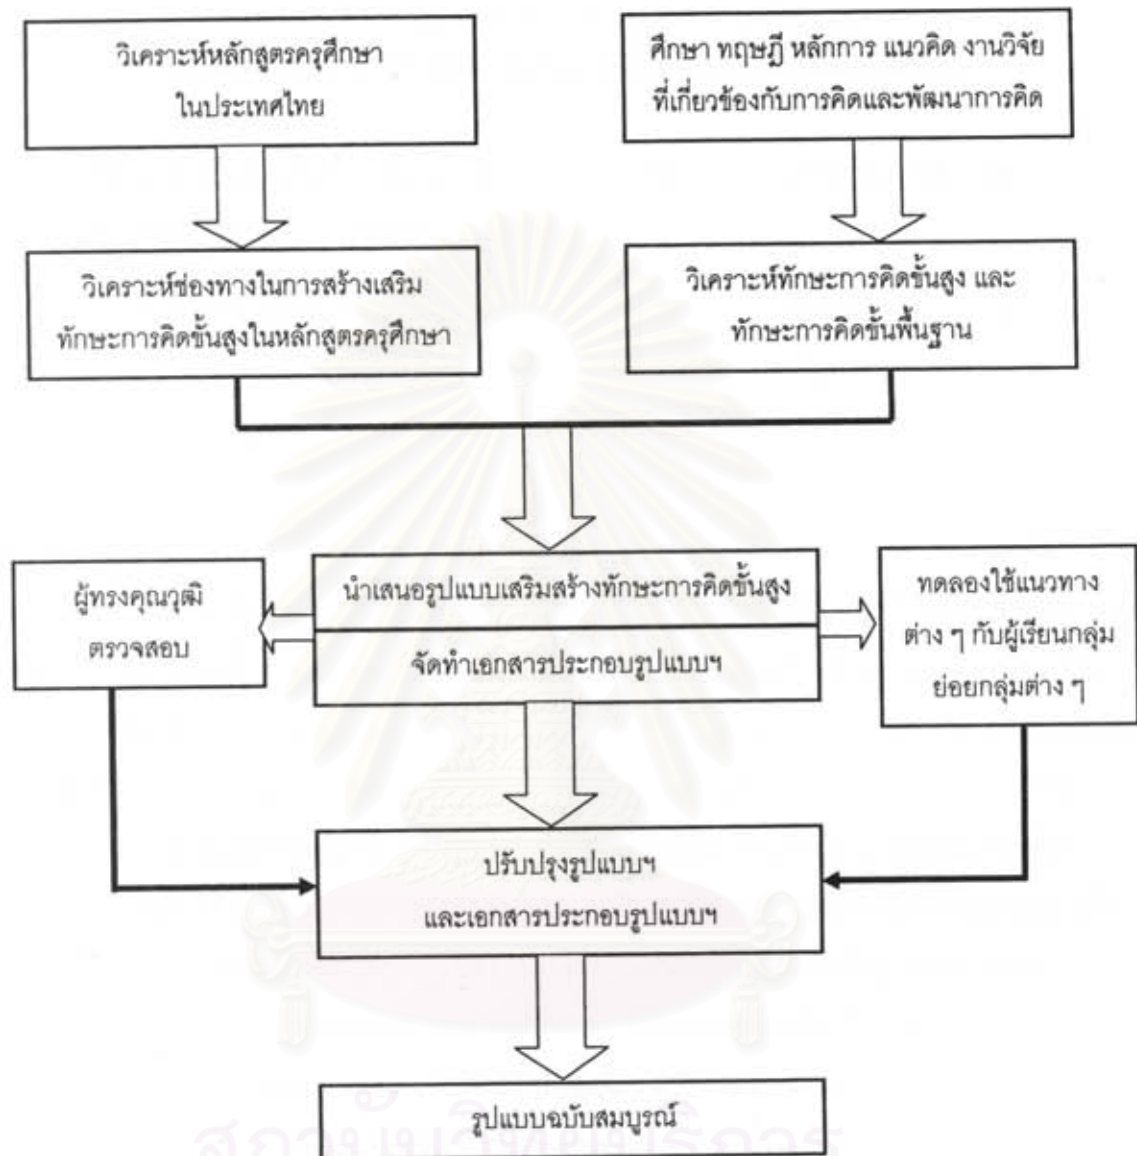 วิเคราะห์หลักสูตรครุศึกษา
ในประเทศไทย
ศึกษา ทฤษฎี หลักการ แนวคิด งานวิจัย
ที่เกี่ยวข้องกับการคิดและพัฒนาการคิด
วิเคราะห์ช่องทางในการสร้างเสริม
ทักษะการคิดขั้นสูงในหลักสูตรครุศึกษา
วิเคราะห์ทักษะการคิดขั้นสูง และ
ทักษะการคิดขั้นพื้นฐาน
ผู้ทรงคุณวุฒิ
ตรวจสอบ
นำเสนอรูปแบบเสริมสร้างทักษะการคิดขั้นสูง
จัดทำเอกสารประกอบรูปแบบฯ
ทดลองใช้แนวทาง
ต่าง ๆ กับผู้เรียนกลุ่ม
ย่อยกลุ่มต่าง ๆ
ปรับปรุงรูปแบบฯ
และเอกสารประกอบรูปแบบฯ
รูปแบบฉบับสมบูรณ์
สถาบันวิทยบริการ